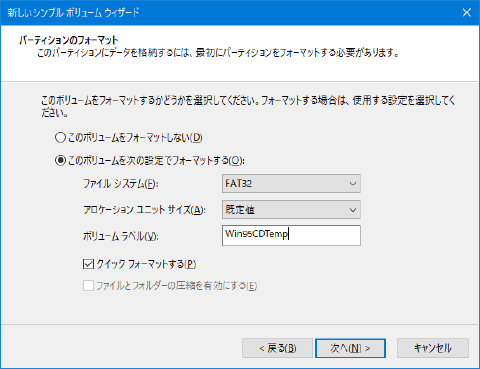 新しいシンプル ボリューム ウィザード
パーティションのフォーマット
このパーティションにデータを格納するには、最初にパーティションをフォーマットする必要があります。
このボリュームをフォーマットするかどうかを選択してください。フォーマットする場合は、使用する設定を選択してく
ださい。
このボリュームをフォーマットしない(D)
このボリュームを次の設定でフォーマットする(O):
ファイル システム(F): FAT32
アロケーション ユニット サイズ(A): 既定値
ボリューム ラベル(V): Win95CDTemp
クイック フォーマットする(P)
ファイルとフォルダーの圧縮を有効にする(E)
< 戻る(B) 次へ(N) > キャンセル